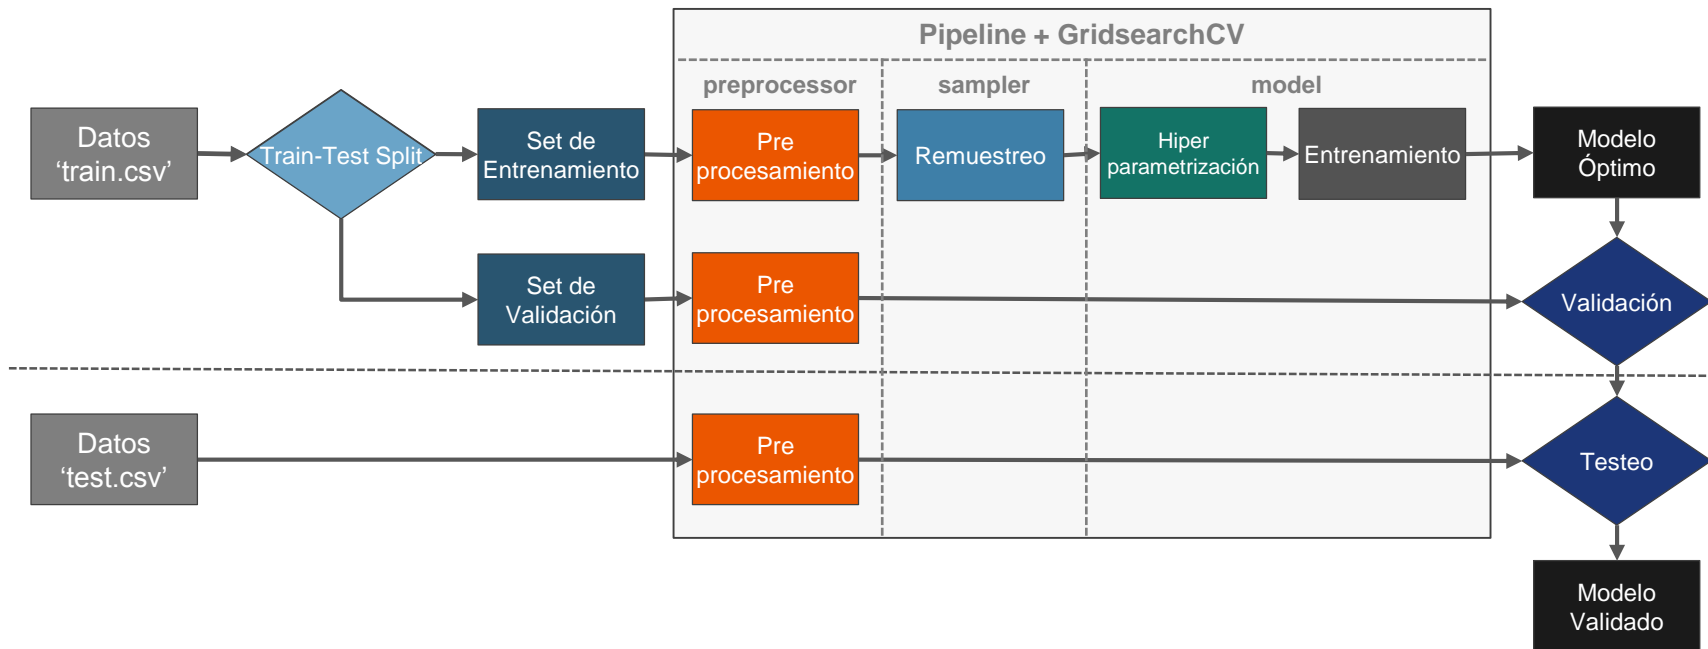 Pipeline + GridsearchCV
preprocessor
sampler
model
Datos
‘train.csv’
Train-Test Split
Set de
Entrenamiento
Pre
procesamiento
Remuestreo
Hiper
parametrización
Entrenamiento
Modelo
Óptimo
Set de
Validación
Pre
procesamiento
Validación
Datos
‘test.csv’
Pre
procesamiento
Testeo
Modelo
Validado